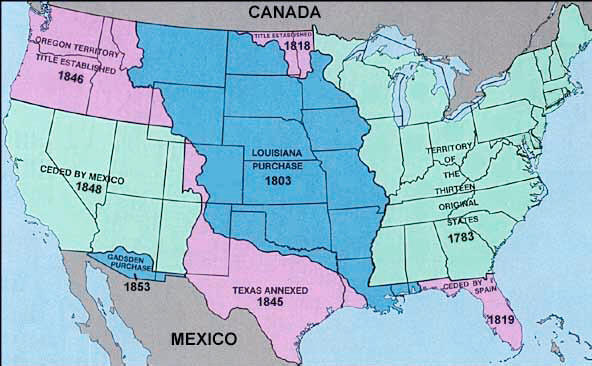 CANADA
OREGON TERRITORY
TITLE ESTABLISHED
1846
TITLE ESTABLISHED
1818
LOUISIANA
PURCHASE
1803
TERRITORY
OF
THE
THIRTEEN
ORIGINAL
STATES
1783
CEDED BY MEXICO
1848
GADSDEN
PURCHASE
1853
TEXAS ANNEXED
1845
CEDED BY
SPAIN
1819
MEXICO